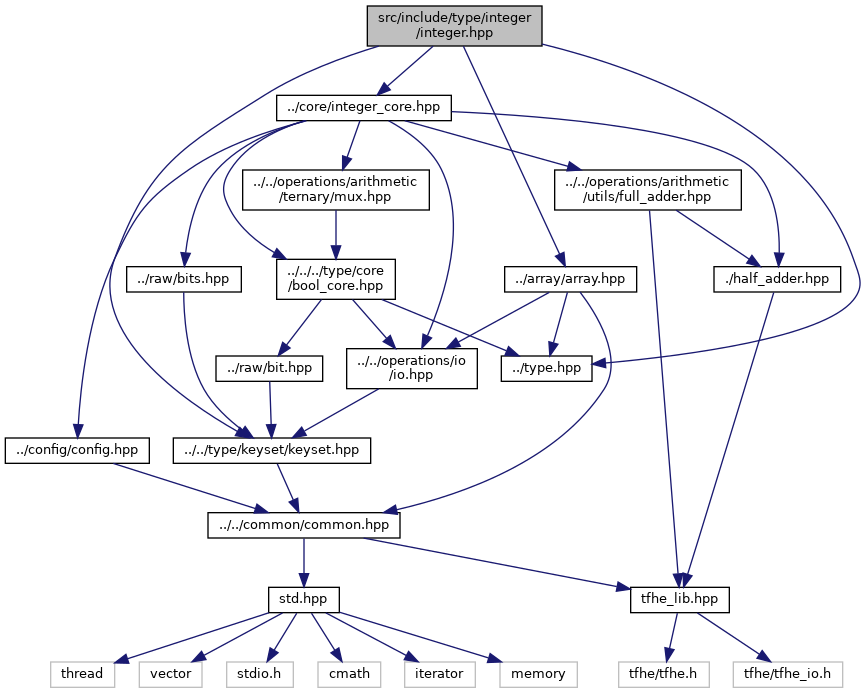 src/include/type/integer
/integer.hpp
../core/integer_core.hpp
../../operations/arithmetic
/ternary/mux.hpp
../../operations/arithmetic
/utils/full_adder.hpp
../raw/bits.hpp
../../../type/core
/bool_core.hpp
../array/array.hpp
./half_adder.hpp
../raw/bit.hpp
../../operations/io
/io.hpp
../type.hpp
../config/config.hpp
../../type/keyset/keyset.hpp
../../common/common.hpp
std.hpp
tfhe_lib.hpp
thread
vector
stdio.h
cmath
iterator
memory
tfhe/tfhe.h
tfhe/tfhe_io.h